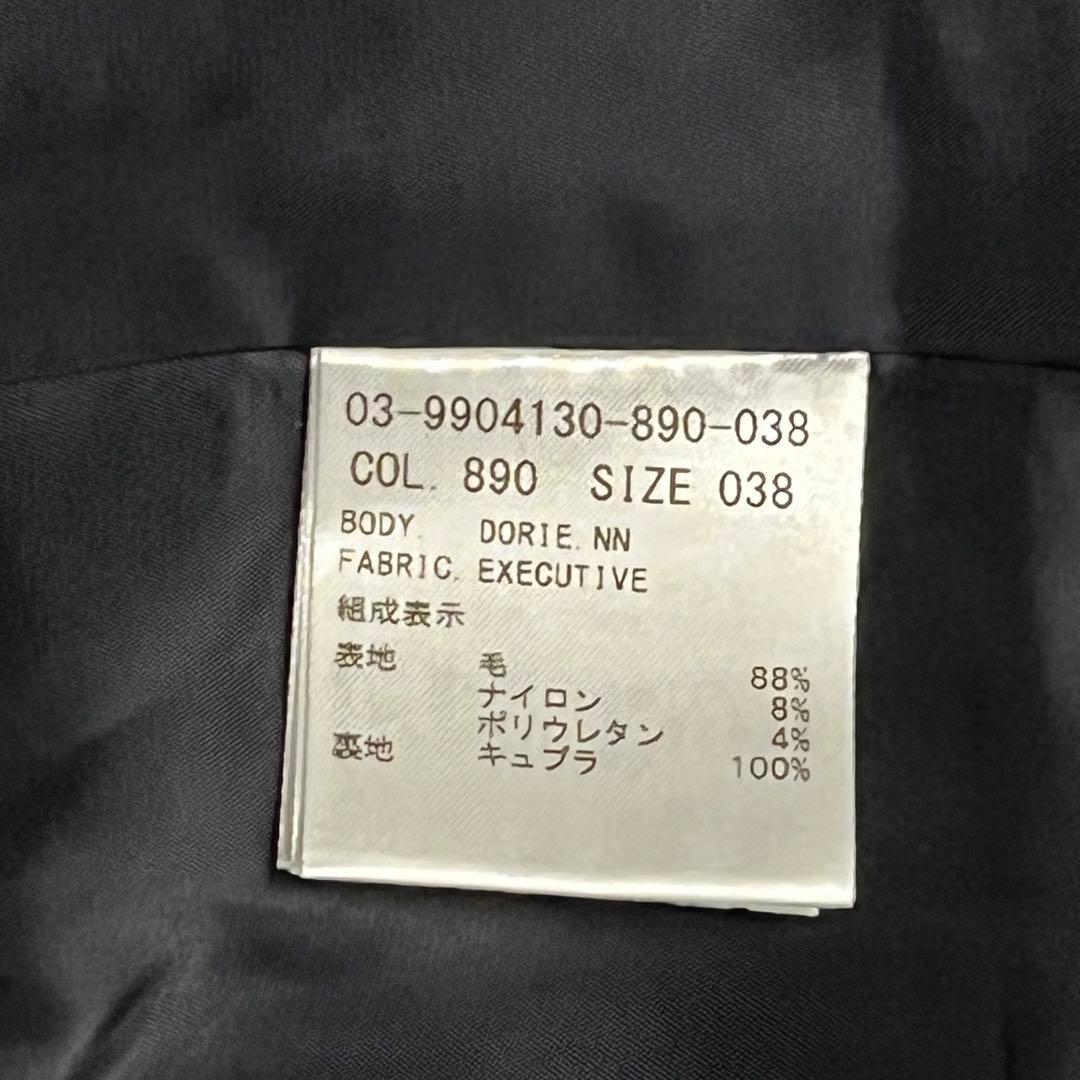 03-9904130-890-038
COL. 890 SIZE 038
BODY. DORIE.NN
FABRIC. EXECUTIVE
組成表示
表地 毛 88%
ナイロン 8%
ポリウレタン 4%
裏地 キュプラ 100%